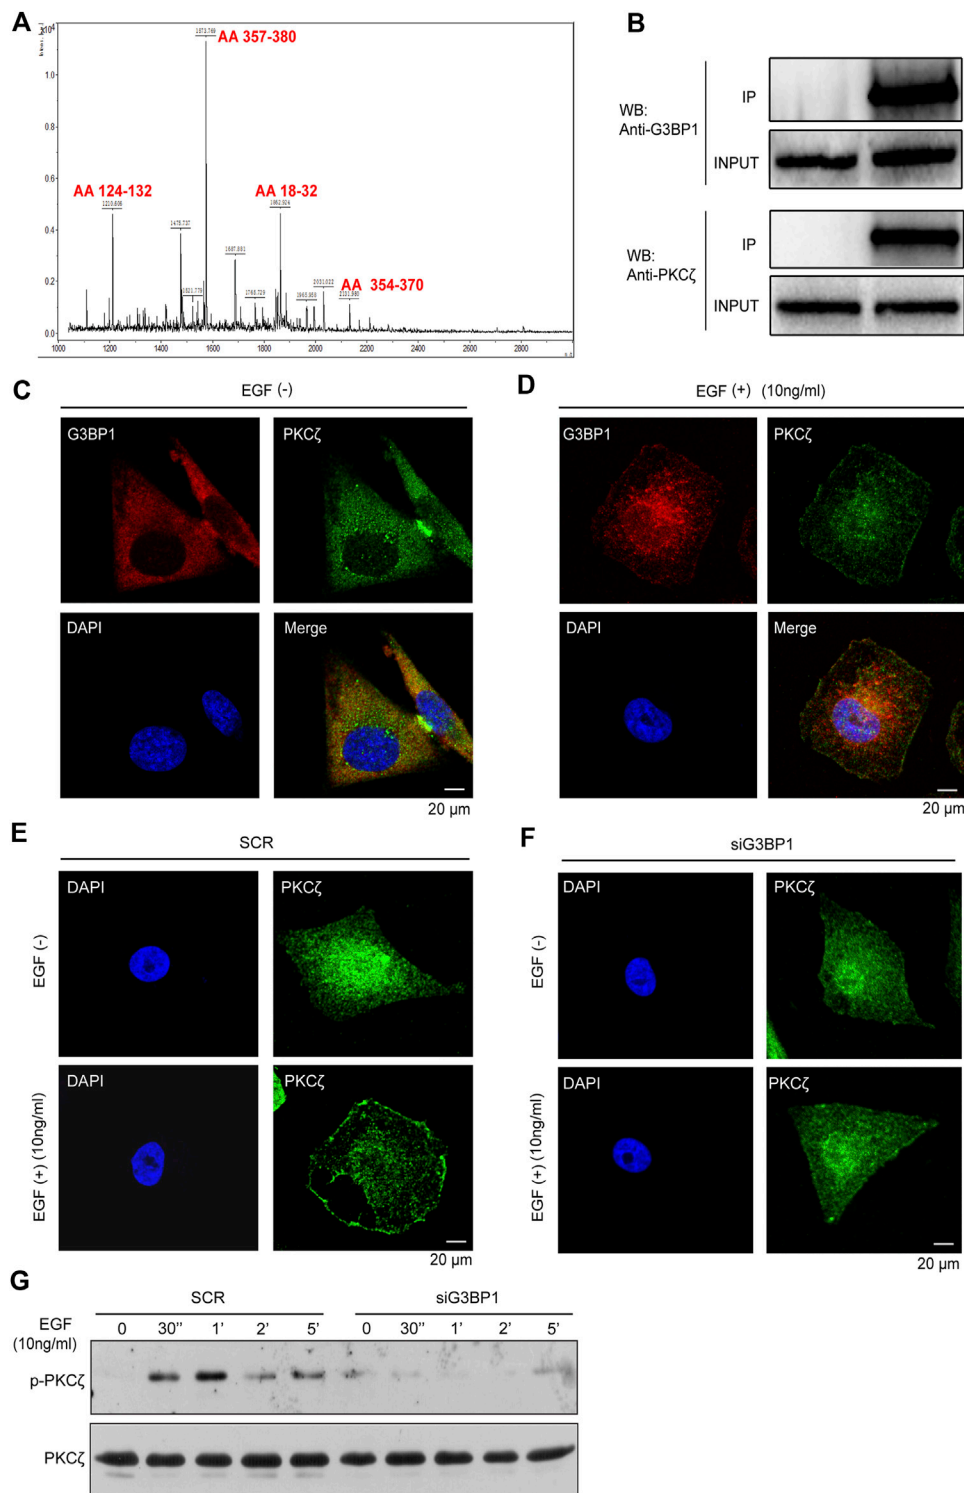 A
x10⁴
1573.769
AA 357-380
1.0
0.8
0.6
AA 124-132
AA 18-32
0.4
1475.737
0.2
AA 354-370
0.0
1000 1200 1400 1600 1800 2000 2200 2400 2600 2800
B
WB:
Anti-G3BP1
IP
INPUT
WB:
Anti-PKCζ
IP
INPUT
C
EGF (-)
G3BP1
PKCζ
DAPI
Merge
20 µm
D
EGF (+) (10ng/ml)
G3BP1
PKCζ
DAPI
Merge
20 µm
E
SCR
EGF (-)
DAPI
PKCζ
EGF (+) (10ng/ml)
DAPI
PKCζ
20 µm
F
siG3BP1
EGF (-)
DAPI
PKCζ
EGF (+) (10ng/ml)
DAPI
PKCζ
20 µm
G
SCR siG3BP1
EGF 0 30’’ 1’ 2’ 5’ 0 30’’ 1’ 2’ 5’
(10ng/ml)
p-PKCζ
PKCζ